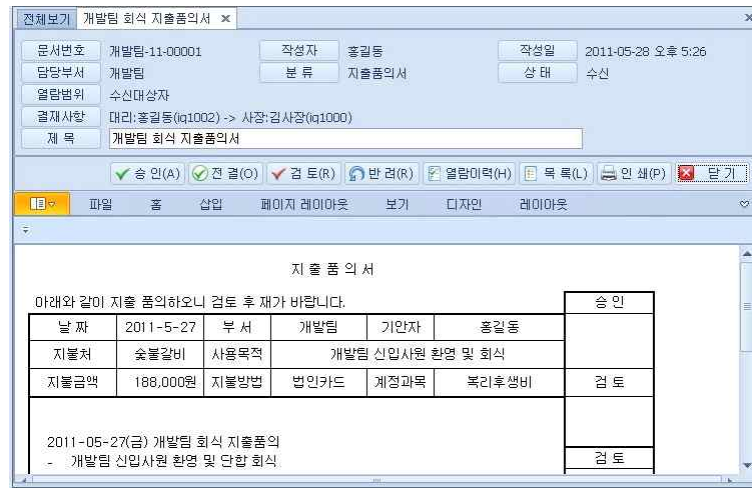 전체보기 개발팀 회식 지출품의서 ×
문서번호 개발팀-11-00001 작성자 홍길동 작성일 2011-05-28 오후 5:26
담당부서 개발팀 분 류 지출품의서 상 태 수신
열람범위 수신대상자
결재사항 대리:홍길동(iq1002) -> 사장:김사장(iq1000)
제 목 개발팀 회식 지출품의서
승 인(A) 전 결(O) 검 토(R) 반 려(R) 열람이력(H) 목 록(L) 인 쇄(P) 닫 기
파일 홈 삽입 페이지 레이아웃 보기 디자인 레이아웃
지 출 품 의 서
아래와 같이 지출 품의하오니 검토 후 재가 바랍니다. 승 인
날 짜 2011-5-27 부 서 개발팀 기안자 홍길동
지불처 숯불갈비 사용목적 개발팀 신입사원 환영 및 회식
지불금액 188,000원 지불방법 법인카드 계정과목 복리후생비 검 토
2011-05-27(금) 개발팀 회식 지출품의
- 개발팀 신입사원 환영 및 단합 회식 검 토